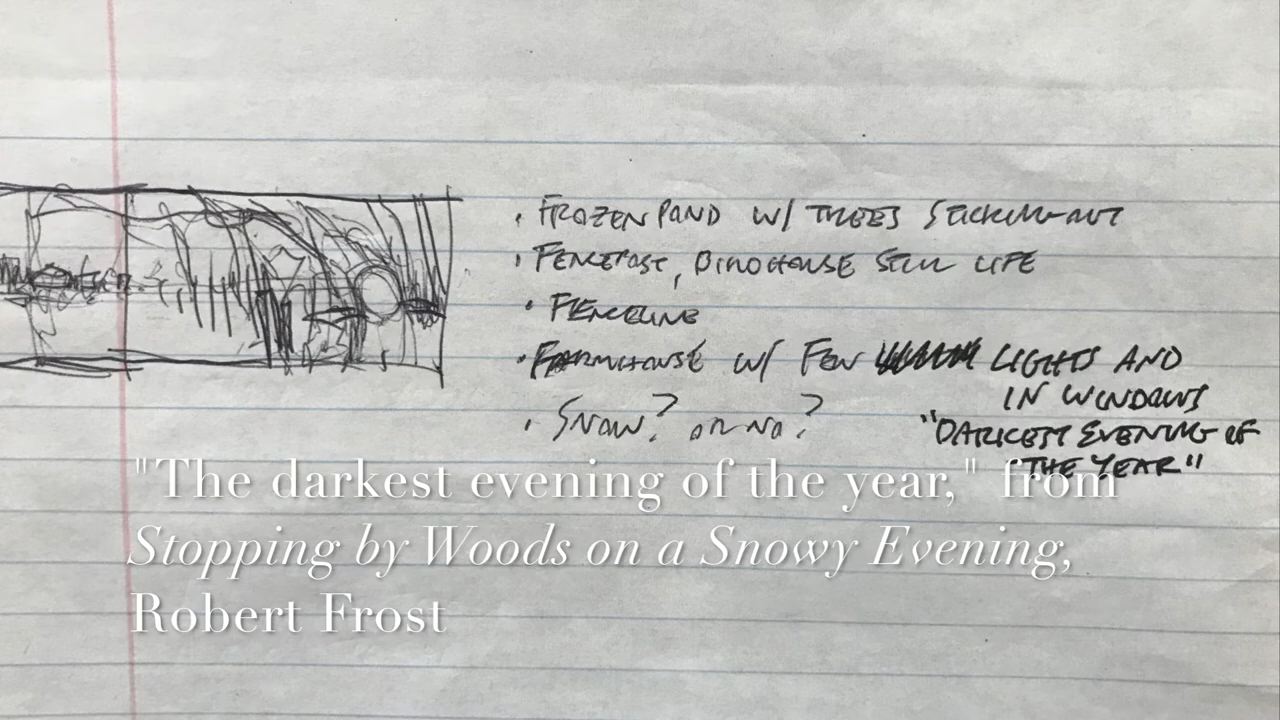 • FROZEN POND W/ TREES STICKING OUT
• FENCEPOST, BIRDHOUSE STILL LIFE
• FENCELINE
• FARMHOUSE W/ FEW LIGHTS AND
IN WINDOWS
• SNOW? OR NO?
"DARKEST EVENING OF
THE YEAR"
"The darkest evening of the year," from
Stopping by Woods on a Snowy Evening,
Robert Frost